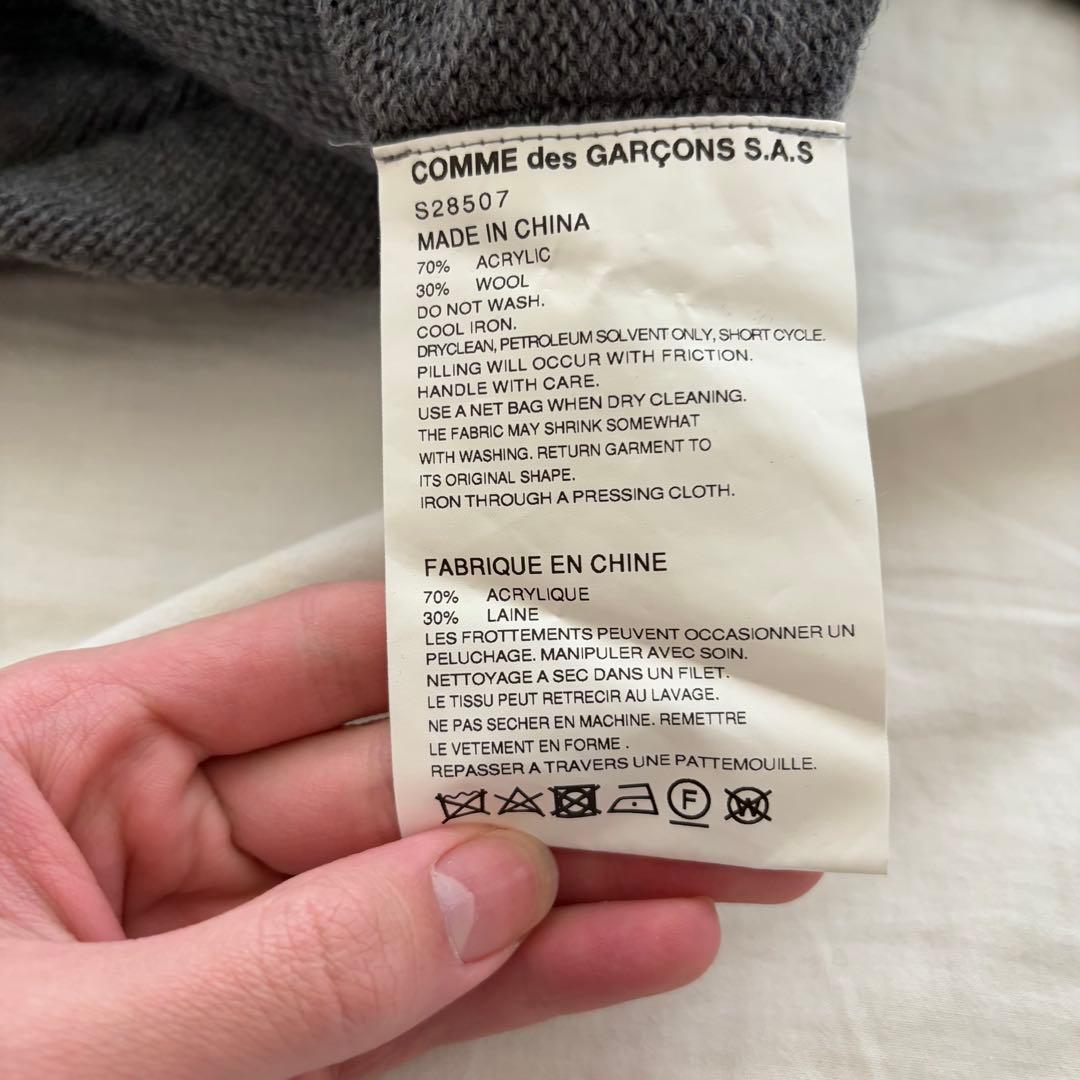 COMME des GARÇONS S.A.S
S28507
MADE IN CHINA
70% ACRYLIC
30% WOOL
DO NOT WASH.
COOL IRON.
DRYCLEAN, PETROLEUM SOLVENT ONLY, SHORT CYCLE.
PILLING WILL OCCUR WITH FRICTION.
HANDLE WITH CARE.
USE A NET BAG WHEN DRY CLEANING.
THE FABRIC MAY SHRINK SOMEWHAT
WITH WASHING. RETURN GARMENT TO
ITS ORIGINAL SHAPE.
IRON THROUGH A PRESSING CLOTH.
FABRIQUE EN CHINE
70% ACRYLIQUE
30% LAINE
LES FROTTEMENTS PEUVENT OCCASIONNER UN
PELUCHAGE. MANIPULER AVEC SOIN.
NETTOYAGE A SEC DANS UN FILET.
LE TISSU PEUT RETRECIR AU LAVAGE.
NE PAS SECHER EN MACHINE. REMETTRE
LE VETEMENT EN FORME .
REPASSER A TRAVERS UNE PATTEMOUILLE.
F W